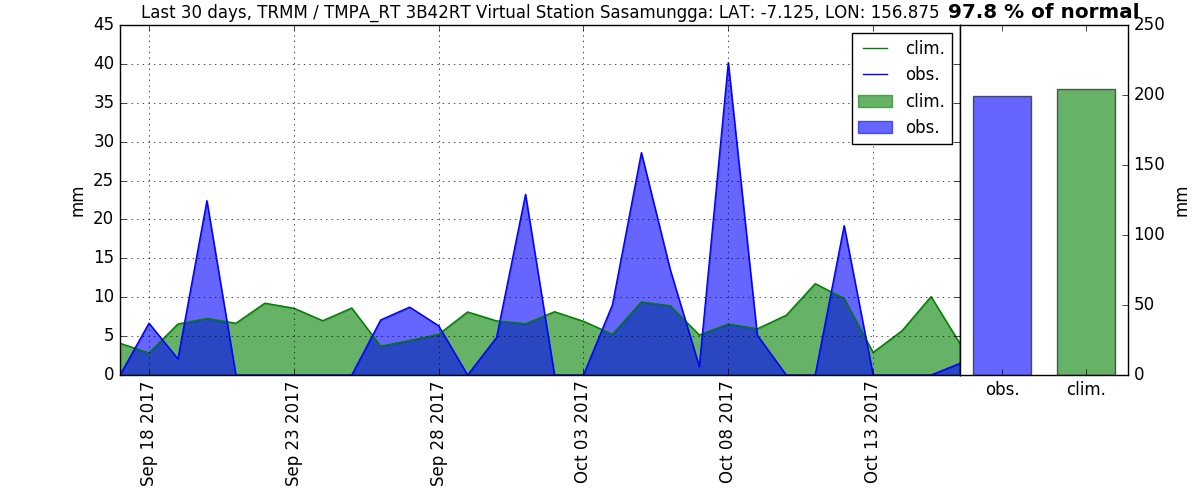 Last 30 days, TRMM / TMPA_RT 3B42RT Virtual Station Sasamungga: LAT: -7.125, LON: 156.875
97.8 % of normal
45
40
35
30
25
20
15
10
5
0
mm
clim.
obs.
clim.
obs.
Sep 18 2017
Sep 23 2017
Sep 28 2017
Oct 03 2017
Oct 08 2017
Oct 13 2017
250
200
150
100
50
0
mm
obs.
clim.